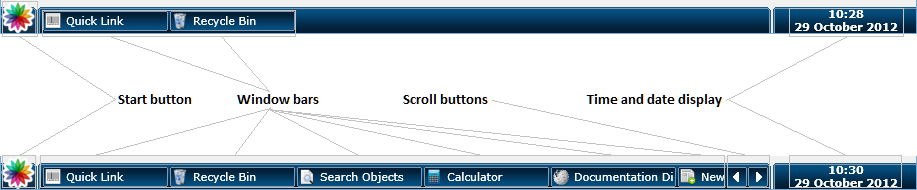 Quick Link Recycle Bin 10:28
29 October 2012
Start button Window bars Scroll buttons Time and date display
Quick Link Recycle Bin Search Objects Calculator Documentation Di New 10:30
29 October 2012